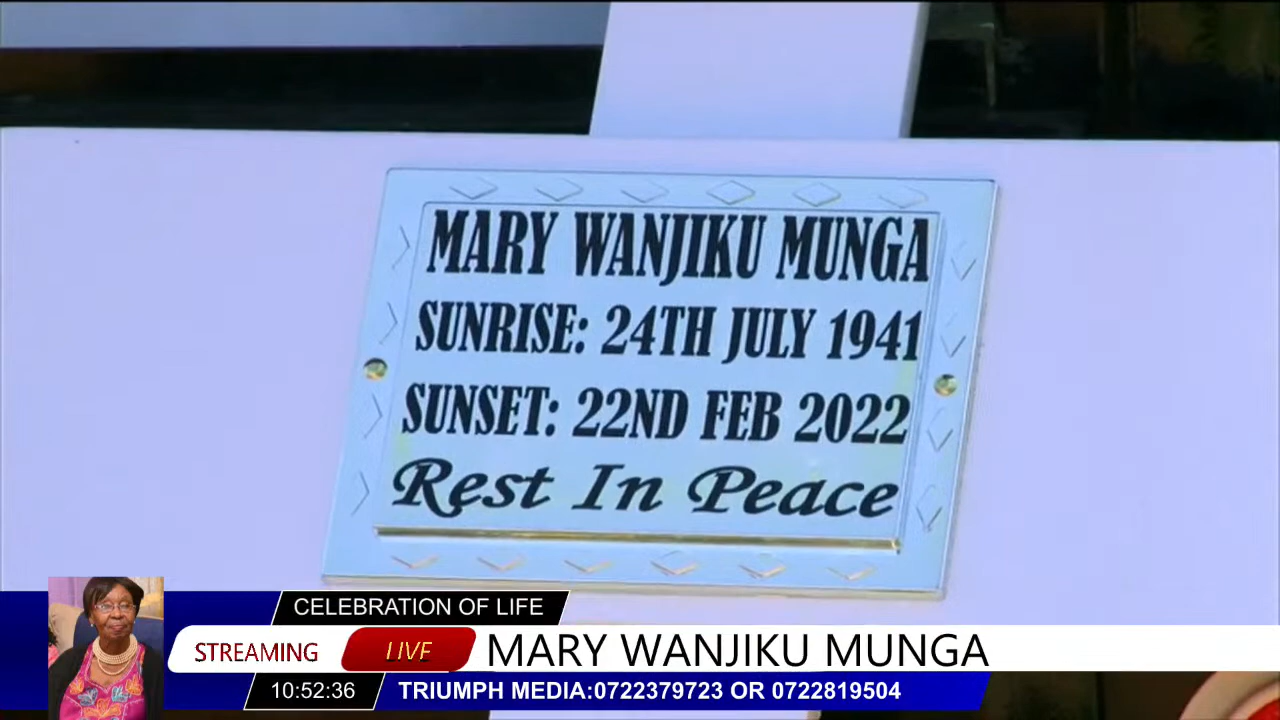 MARY WANJIKU MUNGA
SUNRISE: 24TH JULY 1941
SUNSET: 22ND FEB 2022
Rest In Peace
CELEBRATION OF LIFE
STREAMING LIVE MARY WANJIKU MUNGA
10:52:36 TRIUMPH MEDIA:0722379723 OR 0722819504